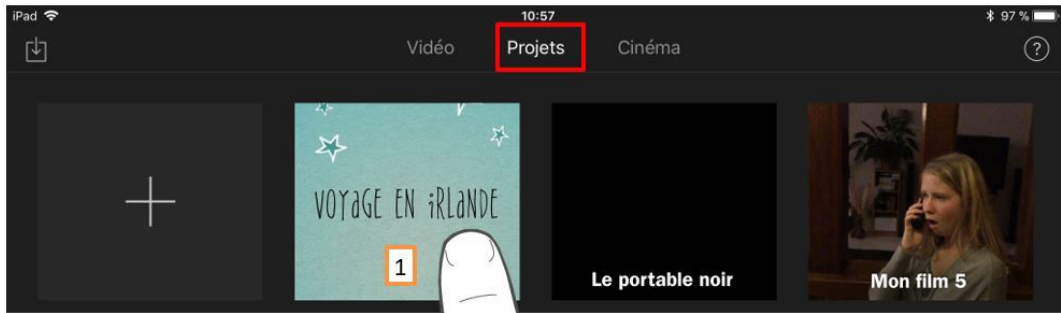 iPad 10:57 97 %
Vidéo Projets Cinéma ?
VOYAGE EN iRLANDE
1
Le portable noir
Mon film 5